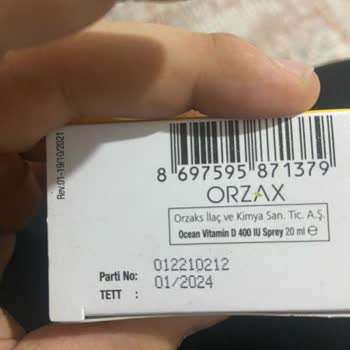 Rev.01-19/10/2021
8 697595 871379
ORZAX
Orzaks İlaç ve Kimya San. Tic. A.Ş.
Ocean Vitamin D 400 IU Sprey 20 ml ℮
Parti No: 012210212
TETT : 01/2024